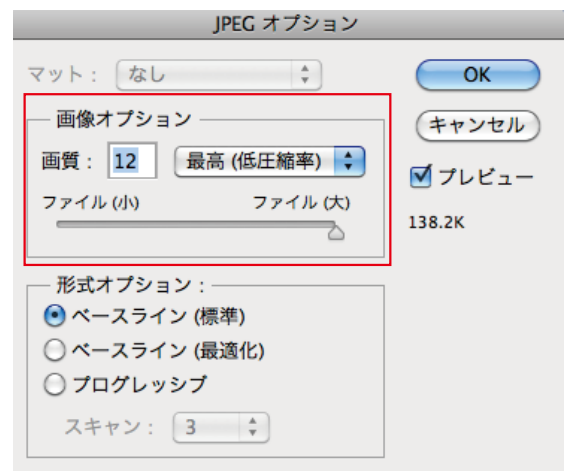 JPEG オプション
マット： なし
OK
画像オプション
キャンセル
画質： 12 最高 (低圧縮率)
プレビュー
ファイル (小) ファイル (大)
138.2K
形式オプション：
ベースライン (標準)
ベースライン (最適化)
プログレッシブ
スキャン： 3